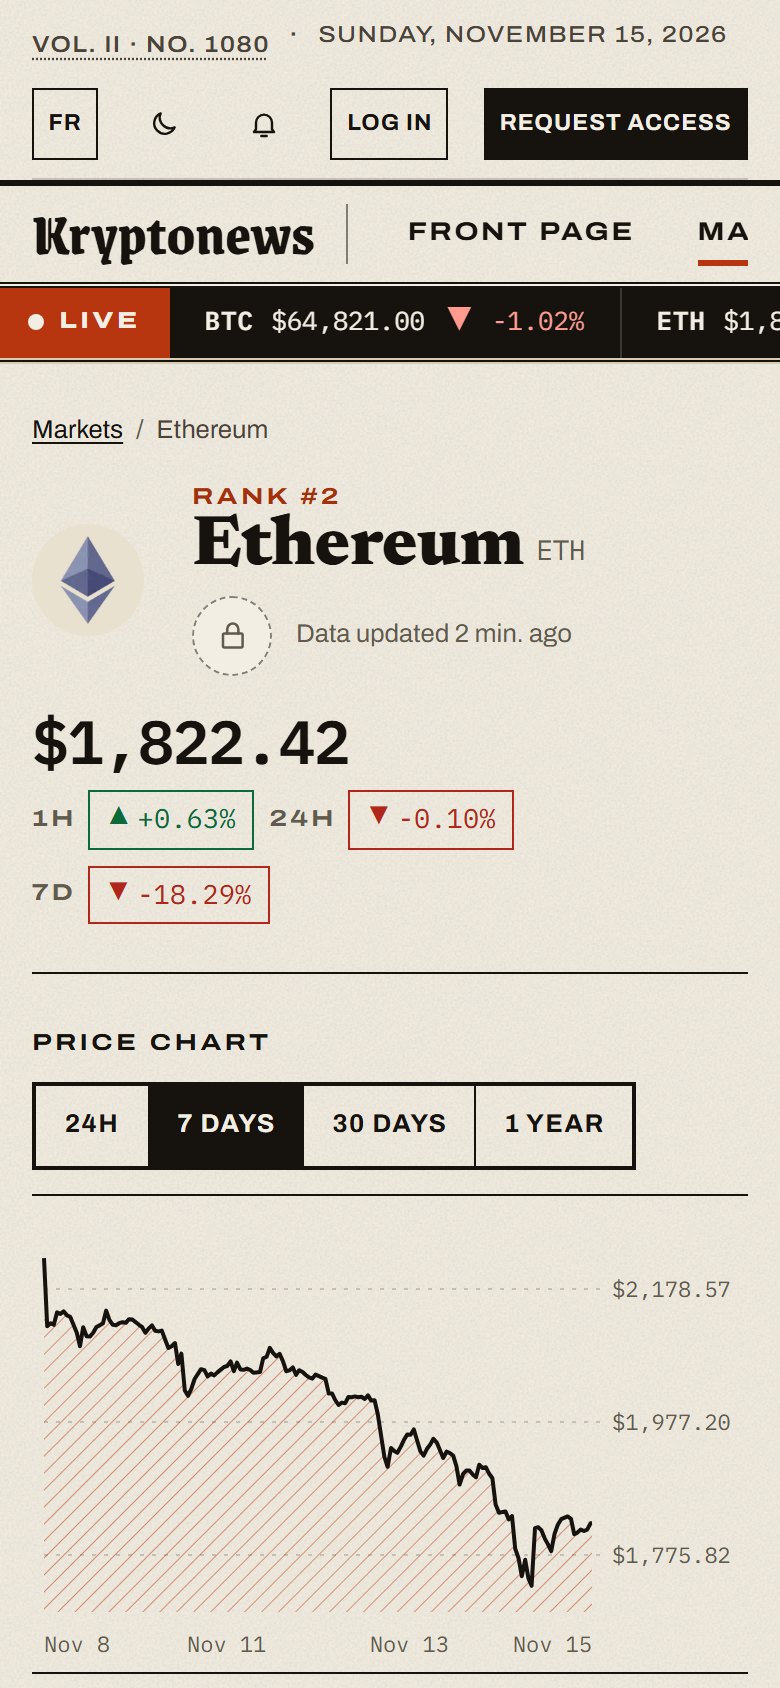 VOL. II · NO. 1080 · SUNDAY, NOVEMBER 15, 2026
FR LOG IN REQUEST ACCESS
Kryptonews FRONT PAGE MA
LIVE BTC $64,821.00 ▼ -1.02% ETH $1,8
Markets / Ethereum
RANK #2
Ethereum ETH
Data updated 2 min. ago
$1,822.42
1H ▲ +0.63% 24H ▼ -0.10%
7D ▼ -18.29%
PRICE CHART
24H 7 DAYS 30 DAYS 1 YEAR
$2,178.57
$1,977.20
$1,775.82
Nov 8 Nov 11 Nov 13 Nov 15